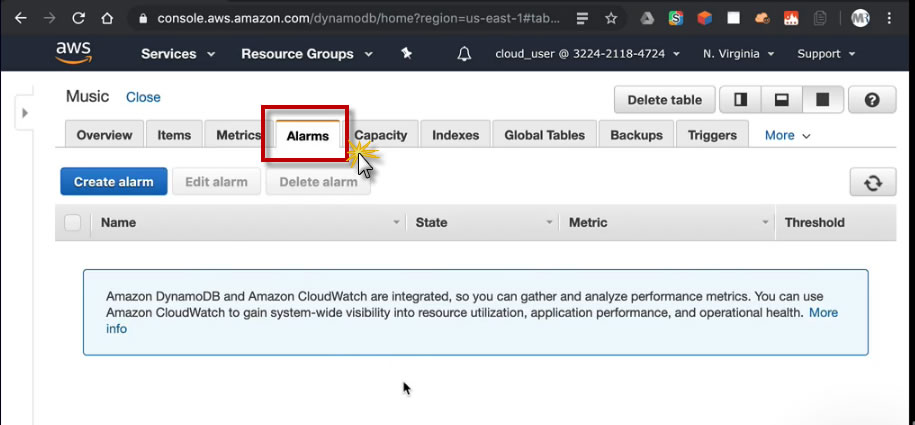 console.aws.amazon.com/dynamodb/home?region=us-east-1#tab...
aws Services Resource Groups cloud_user @ 3224-2118-4724 N. Virginia Support
Music Close Delete table
Overview Items Metrics Alarms Capacity Indexes Global Tables Backups Triggers More
Create alarm Edit alarm Delete alarm
Name State Metric Threshold
Amazon DynamoDB and Amazon CloudWatch are integrated, so you can gather and analyze performance metrics. You can use
Amazon CloudWatch to gain system-wide visibility into resource utilization, application performance, and operational health. More
info